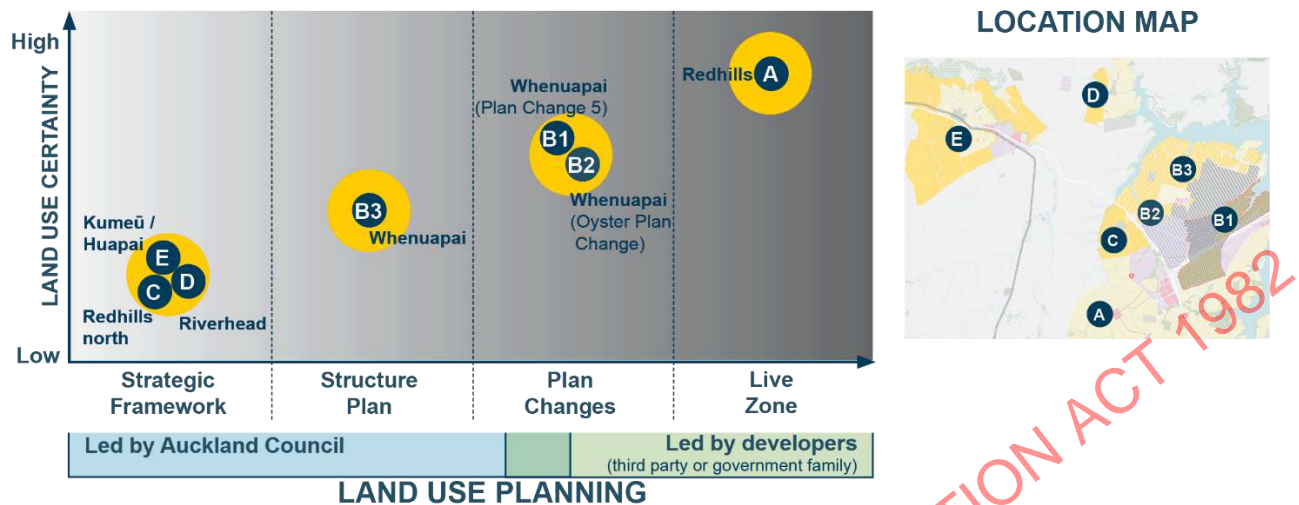 High
LAND USE CERTAINTY
Low
Kumeū /
Huapai
E
C
D
Redhills
north
Riverhead
B3
Whenuapai
Whenuapai
(Plan Change 5)
B1
B2
Whenuapai
(Oyster Plan
Change)
Redhills
A
Strategic
Framework
Structure
Plan
Plan
Changes
Live
Zone
Led by Auckland Council
Led by developers
(third party or government family)
LAND USE PLANNING
LOCATION MAP
D
E
B3
B2
B1
C
A
TION ACT 1982